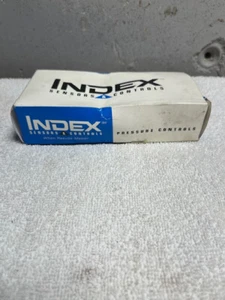 INDEX
SENSORS & CONTROLS
INDEX
SENSORS & CONTROLS
PRESSURE CONTROLS